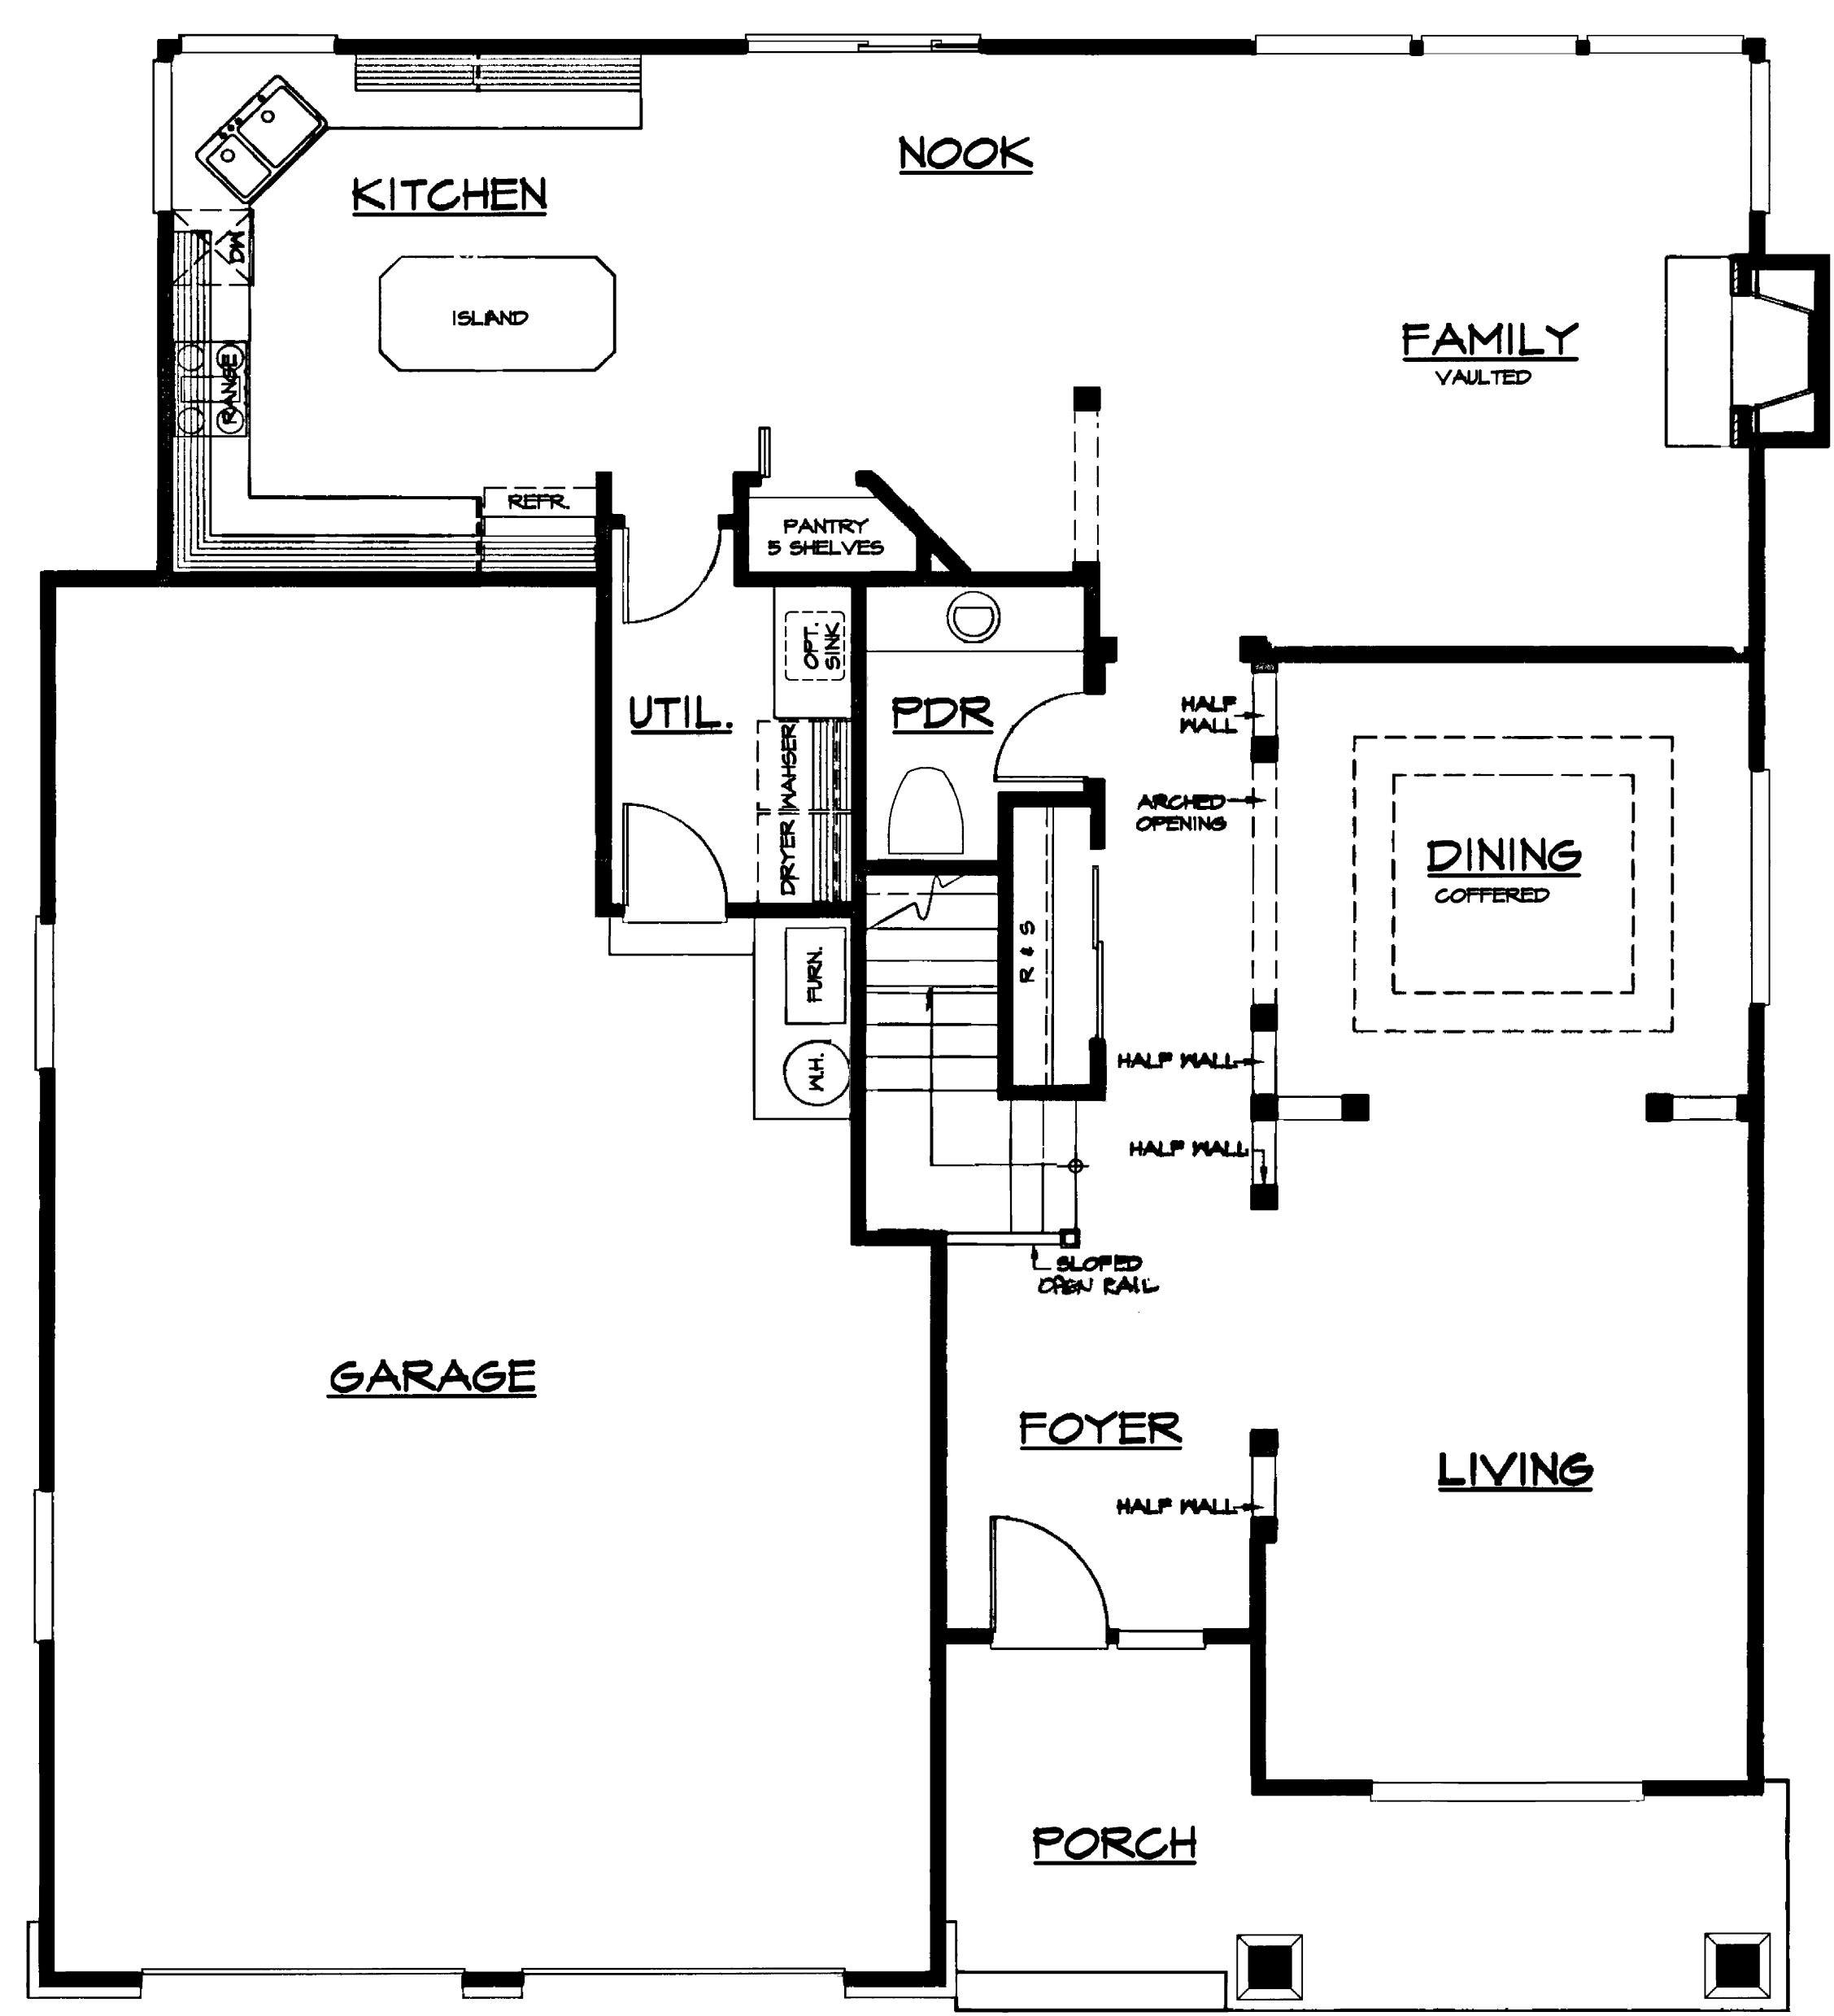 NOOK
KITCHEN
DW
ISLAND
RANGE
FAMILY
VAULTED
REFR.
PANTRY
5 SHELVES
OPT.
SINK
UTIL.
PDR
HALF
WALL
WAHSER
DRYER
ARCHED
OPENING
DINING
COFFERED
R & S
FURN.
W.H.
HALF WALL
HALF WALL
SLOPED
OPEN RAIL
GARAGE
FOYER
LIVING
HALF WALL
PORCH